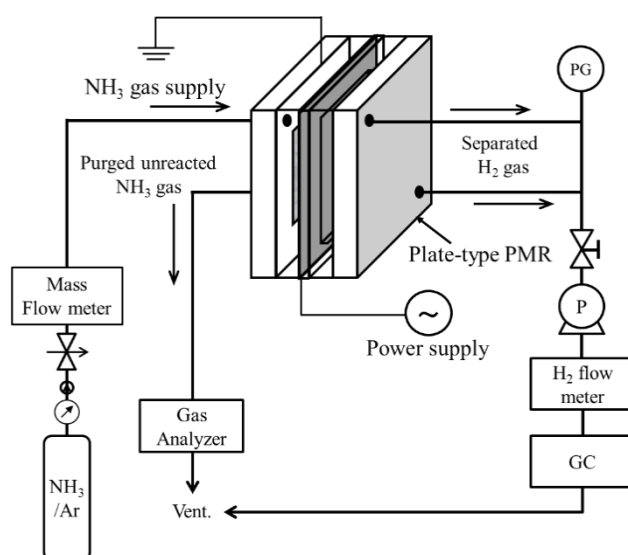 PG
NH₃ gas supply
Separated
H₂ gas
Purged unreacted
NH₃ gas
Plate-type PMR
Mass
Flow meter
P
Power supply
H₂ flow
meter
Gas
Analyzer
GC
NH₃
/Ar
Vent.